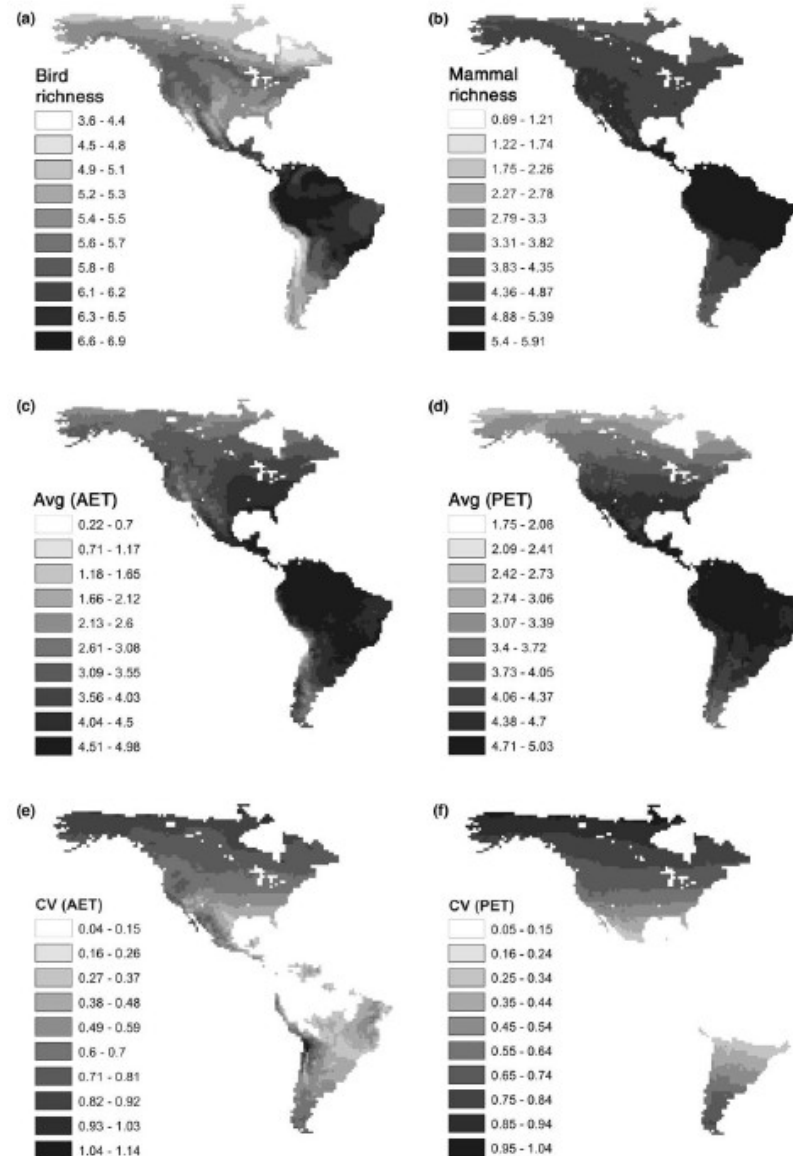 (a)
Bird
richness
3.6 - 4.4
4.5 - 4.8
4.9 - 5.1
5.2 - 5.3
5.4 - 5.5
5.6 - 5.7
5.8 - 6
6.1 - 6.2
6.3 - 6.5
6.6 - 6.9
(b)
Mammal
richness
0.69 - 1.21
1.22 - 1.74
1.75 - 2.26
2.27 - 2.78
2.79 - 3.3
3.31 - 3.82
3.83 - 4.35
4.36 - 4.87
4.88 - 5.39
5.4 - 5.91
(c)
Avg (AET)
0.22 - 0.7
0.71 - 1.17
1.18 - 1.65
1.66 - 2.12
2.13 - 2.6
2.61 - 3.08
3.09 - 3.55
3.56 - 4.03
4.04 - 4.5
4.51 - 4.98
(d)
Avg (PET)
1.75 - 2.08
2.09 - 2.41
2.42 - 2.73
2.74 - 3.06
3.07 - 3.39
3.4 - 3.72
3.73 - 4.05
4.06 - 4.37
4.38 - 4.7
4.71 - 5.03
(e)
CV (AET)
0.04 - 0.15
0.16 - 0.26
0.27 - 0.37
0.38 - 0.48
0.49 - 0.59
0.6 - 0.7
0.71 - 0.81
0.82 - 0.92
0.93 - 1.03
1.04 - 1.14
(f)
CV (PET)
0.05 - 0.15
0.16 - 0.24
0.25 - 0.34
0.35 - 0.44
0.45 - 0.54
0.55 - 0.64
0.65 - 0.74
0.75 - 0.84
0.85 - 0.94
0.95 - 1.04